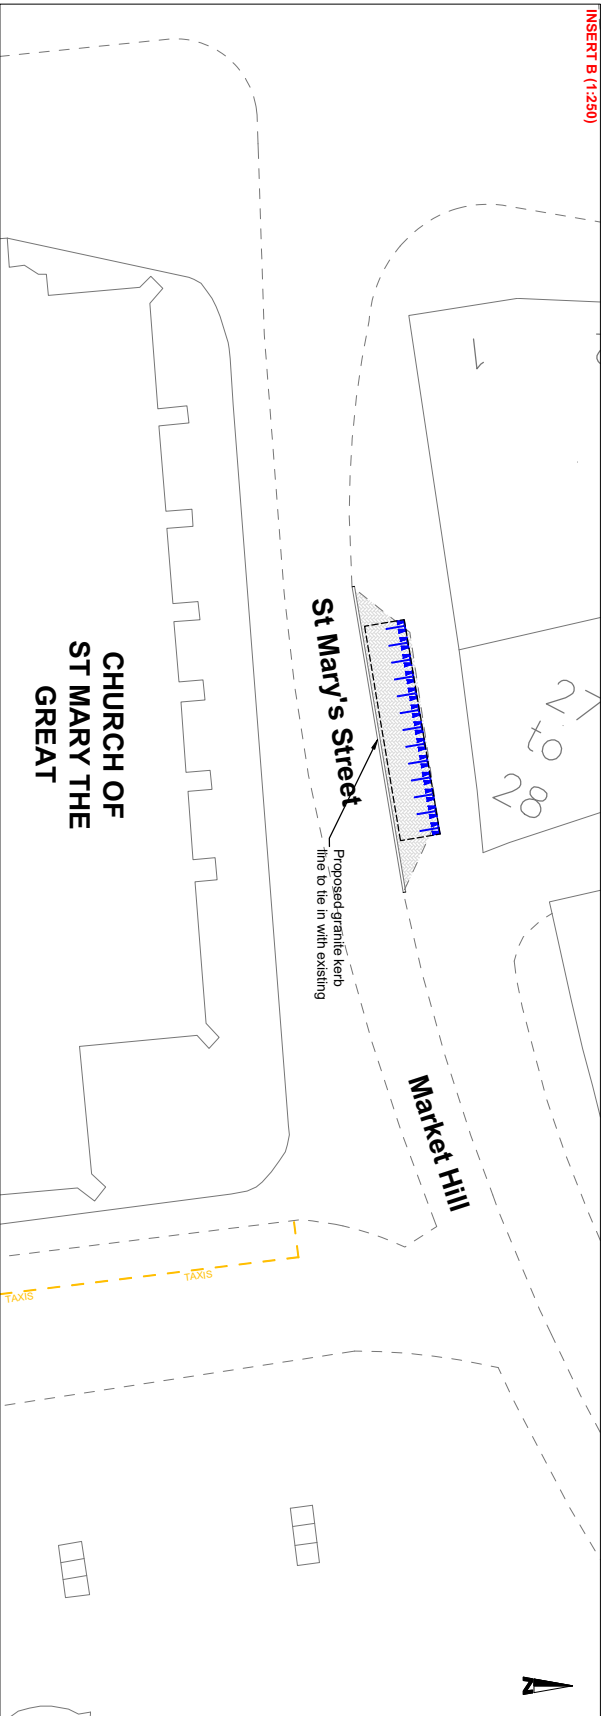 INSERT B (1:250)
1
27
to
28
St Mary's Street
CHURCH OF
ST MARY THE
GREAT
Proposed granite kerb
line to tie in with existing
Market Hill
TAXIS
TAXIS
N